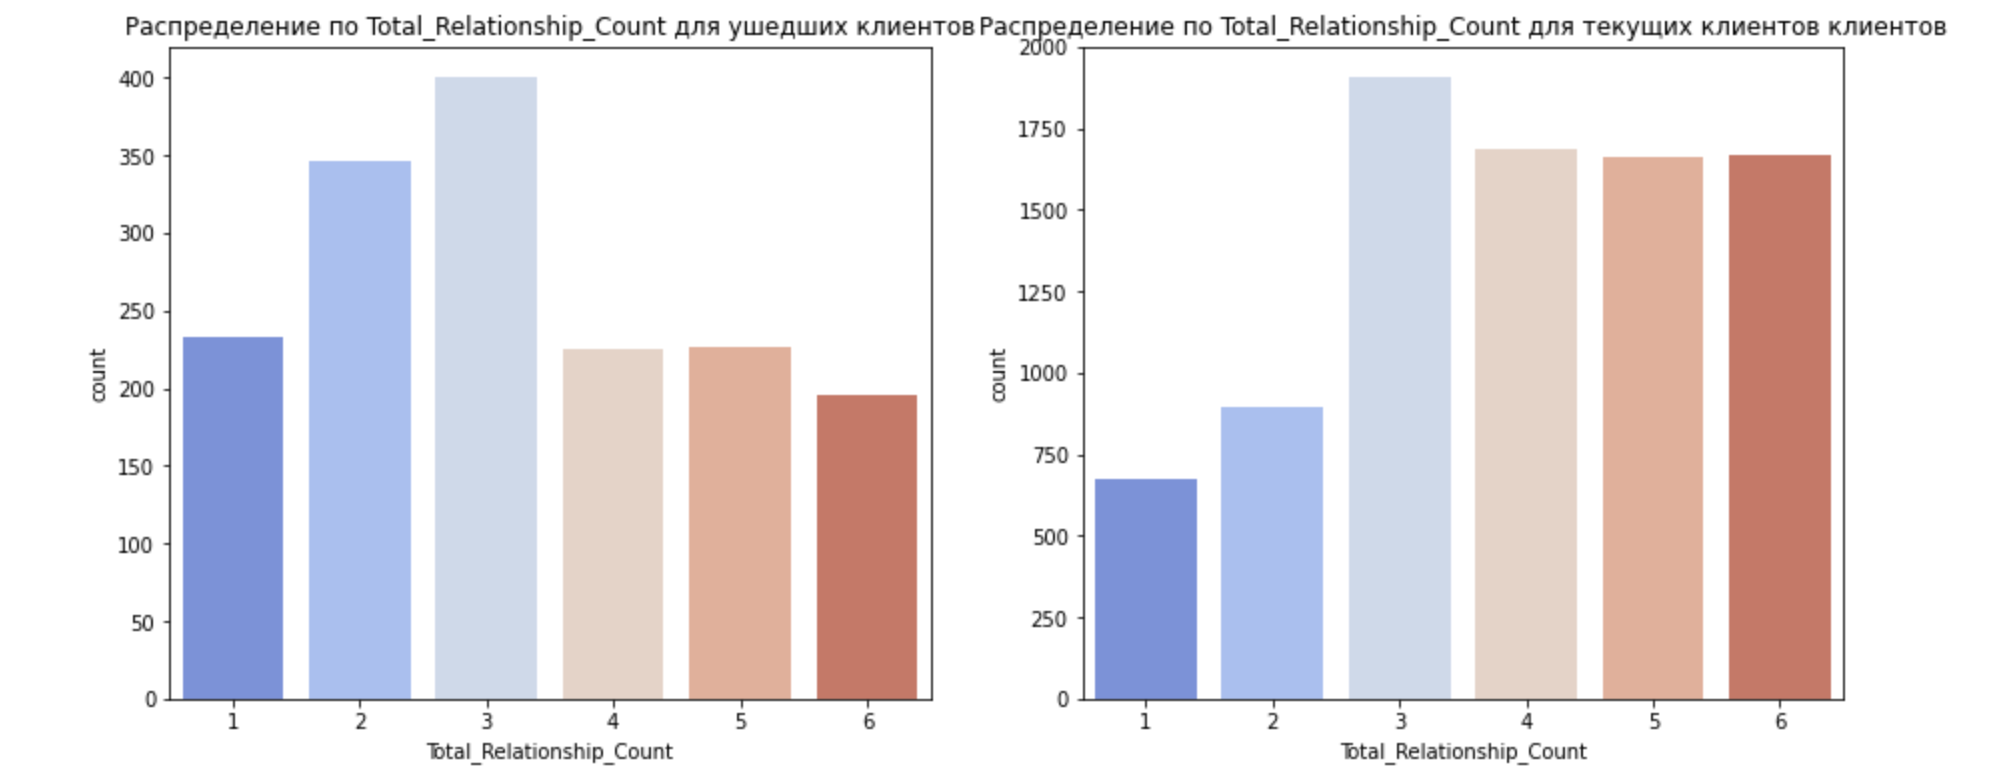 Распределение по Total_Relationship_Count для ушедших клиентов
400
350
300
250
200
150
100
50
0
count
1 2 3 4 5 6
Total_Relationship_Count
Распределение по Total_Relationship_Count для текущих клиентов клиентов
2000
1750
1500
1250
1000
750
500
250
0
count
1 2 3 4 5 6
Total_Relationship_Count